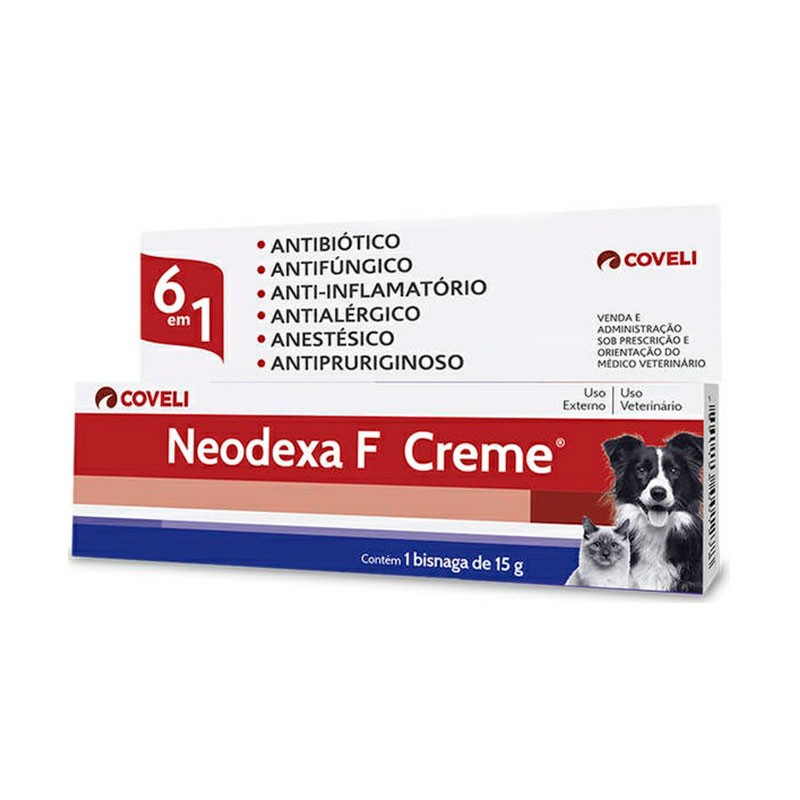 6
em 1
• ANTIBIÓTICO
• ANTIFÚNGICO
• ANTI-INFLAMATÓRIO
• ANTIALÉRGICO
• ANESTÉSICO
• ANTIPRURIGINOSO
COVELI
VENDA E
ADMINISTRAÇÃO
SOB PRESCRIÇÃO E
ORIENTAÇÃO DO
MÉDICO VETERINÁRIO
COVELI
Uso Externo | Uso Veterinário
Neodexa F Creme®
Contém 1 bisnaga de 15 g